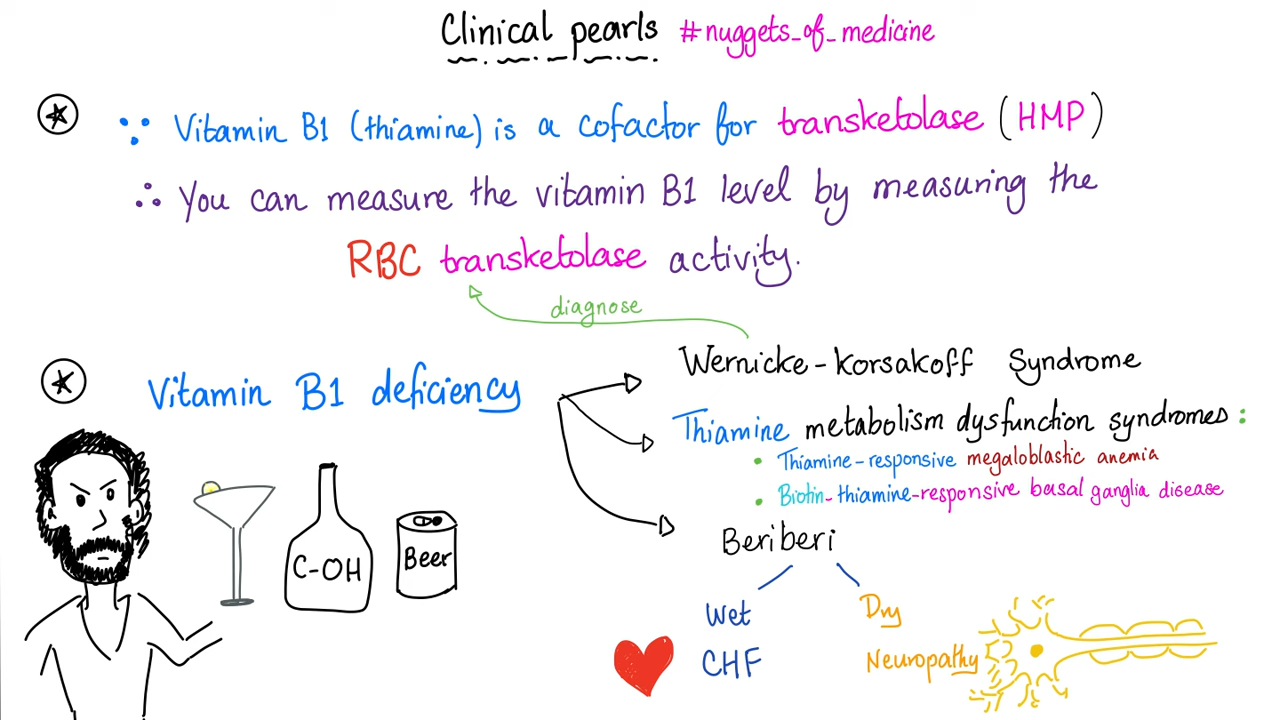 Clinical pearls #nuggets_of_medicine
∵ Vitamin B1 (thiamine) is a cofactor for transketolase (HMP)
∴ You can measure the vitamin B1 level by measuring the
RBC transketolase activity.
diagnose
Vitamin B1 deficiency
Wernicke-Korsakoff Syndrome
Thiamine metabolism dysfunction syndromes:
• Thiamine-responsive megaloblastic anemia
• Biotin-thiamine-responsive basal ganglia disease
Beriberi
C-OH
Beer
Wet
Dry
CHF
Neuropathy